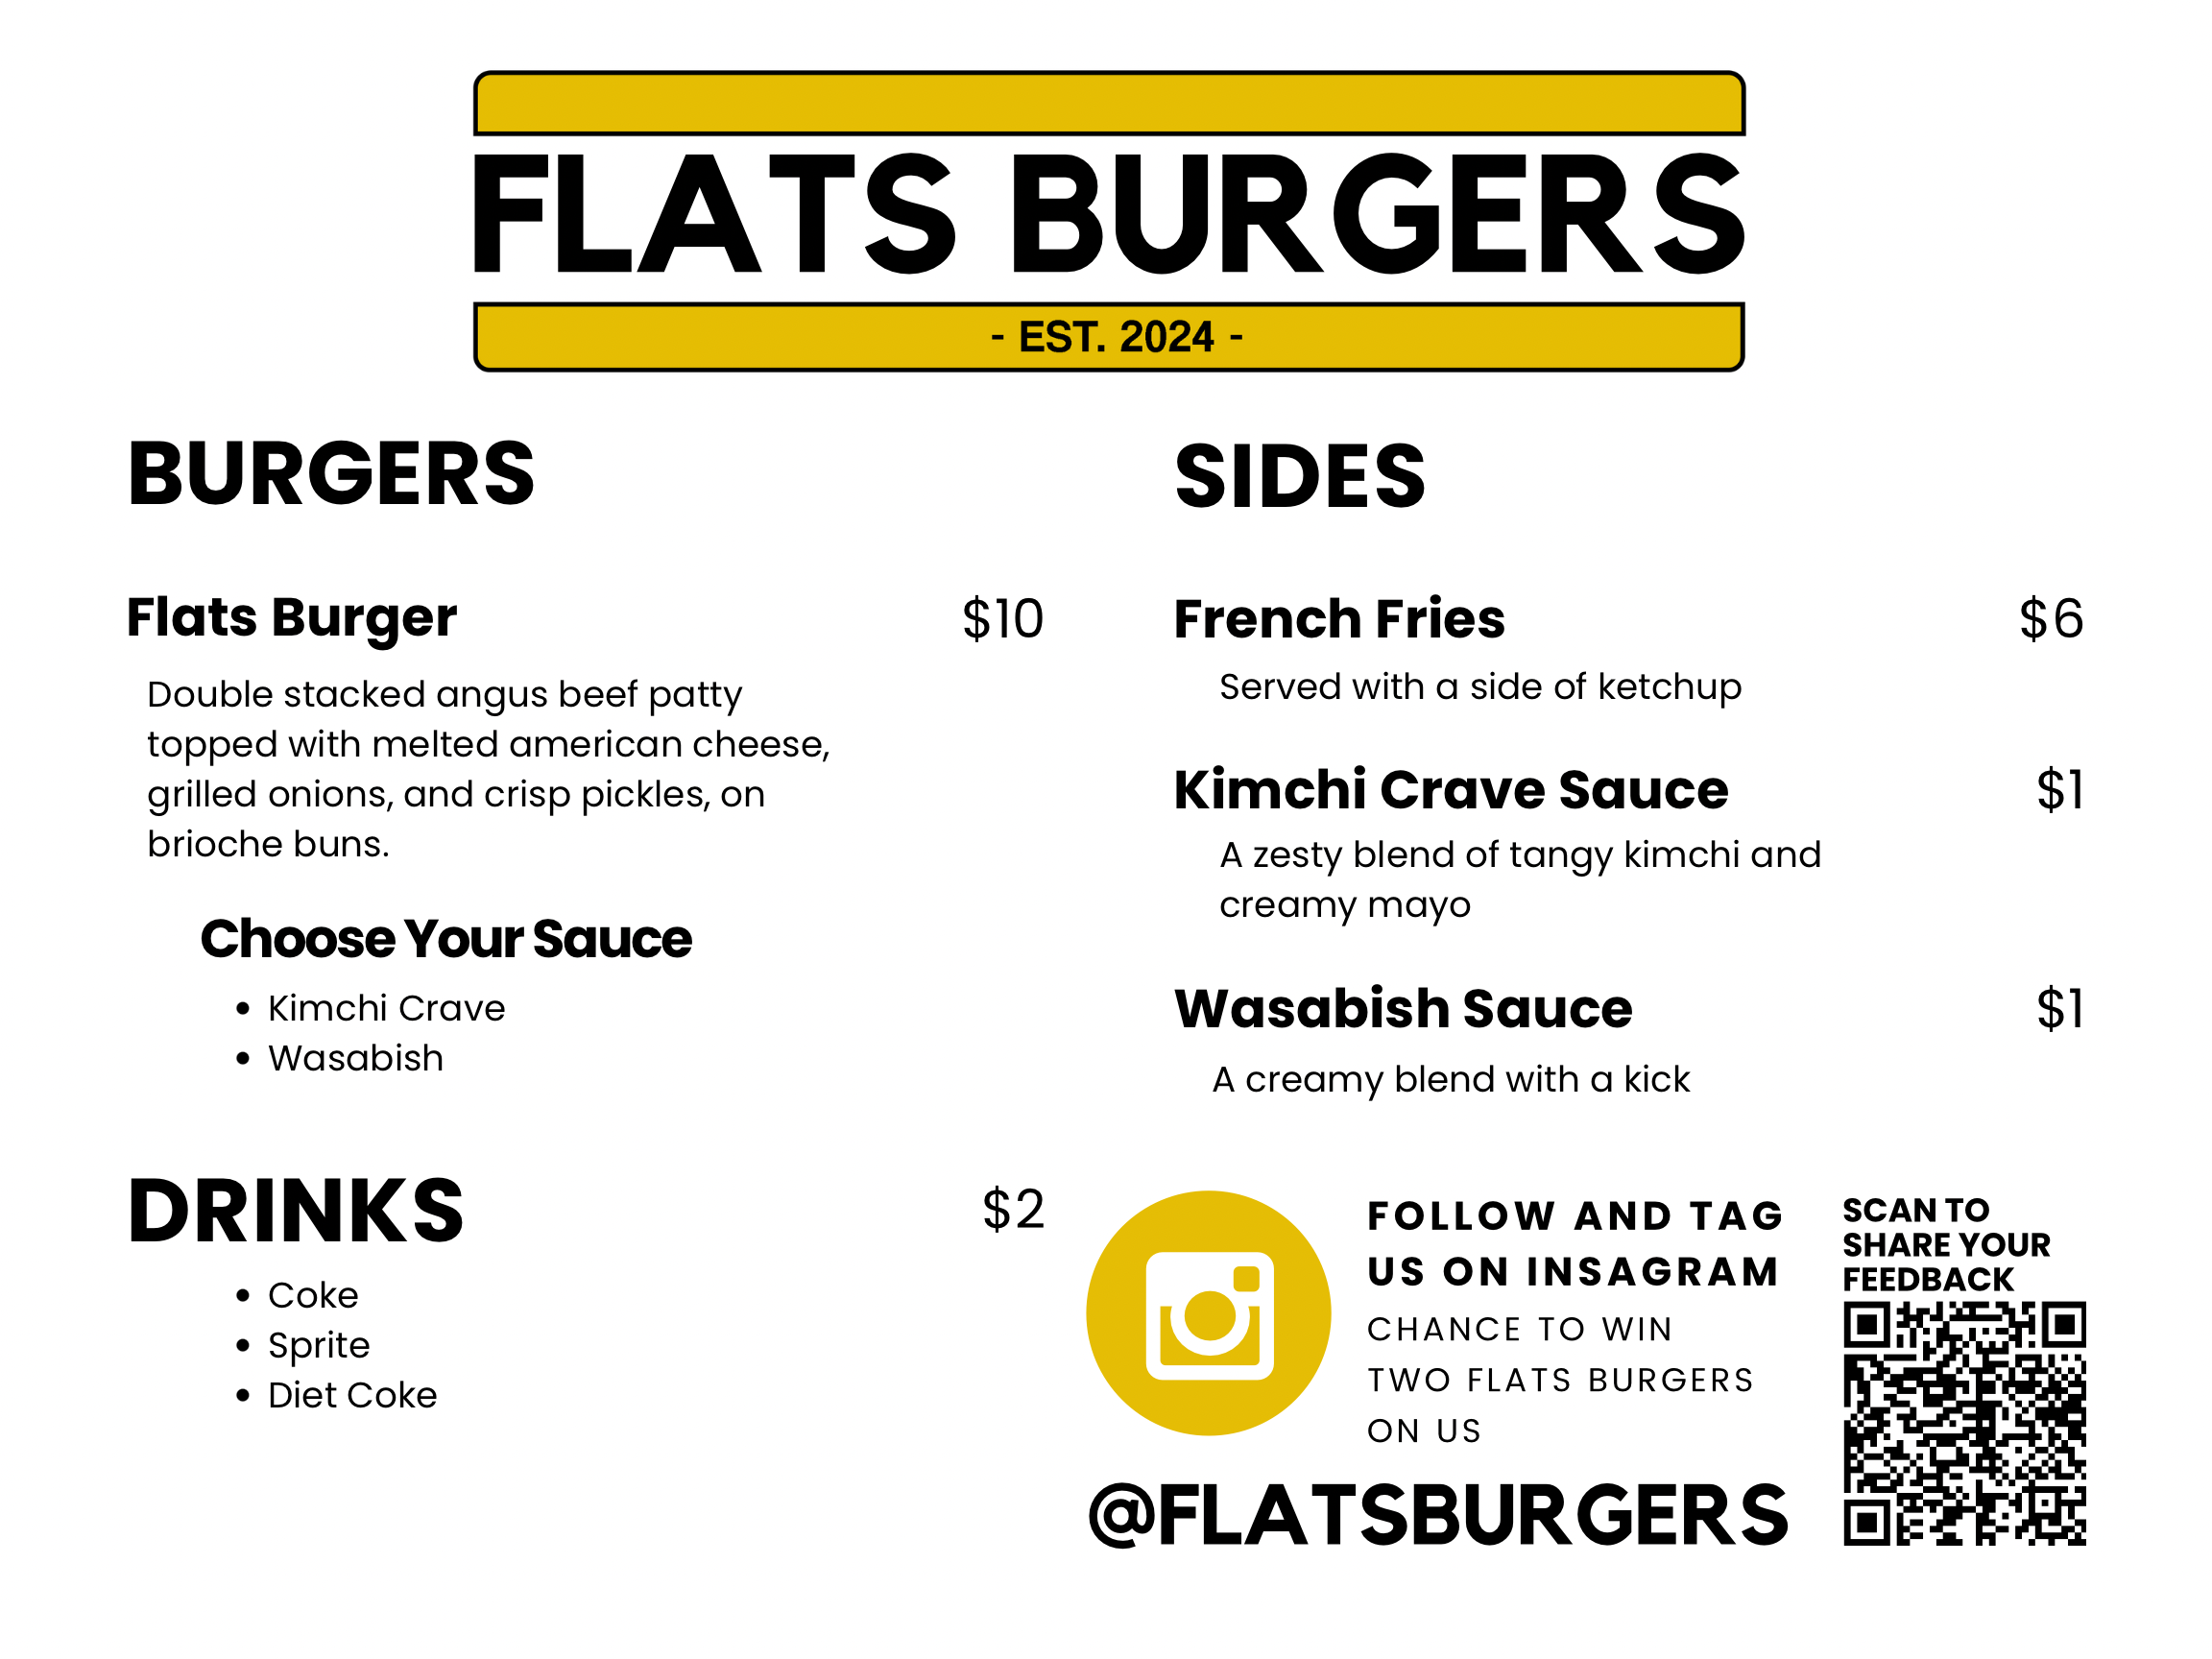 FLATS BURGERS
- EST. 2024 -
BURGERS
Flats Burger $10
Double stacked angus beef patty
topped with melted american cheese,
grilled onions, and crisp pickles, on
brioche buns.
Choose Your Sauce
• Kimchi Crave
• Wasabish
DRINKS $2
• Coke
• Sprite
• Diet Coke
SIDES
French Fries $6
Served with a side of ketchup
Kimchi Crave Sauce $1
A zesty blend of tangy kimchi and
creamy mayo
Wasabish Sauce $1
A creamy blend with a kick
FOLLOW AND TAG
US ON INSAGRAM
CHANCE TO WIN
TWO FLATS BURGERS
ON US
@FLATSBURGERS
SCAN TO
SHARE YOUR
FEEDBACK